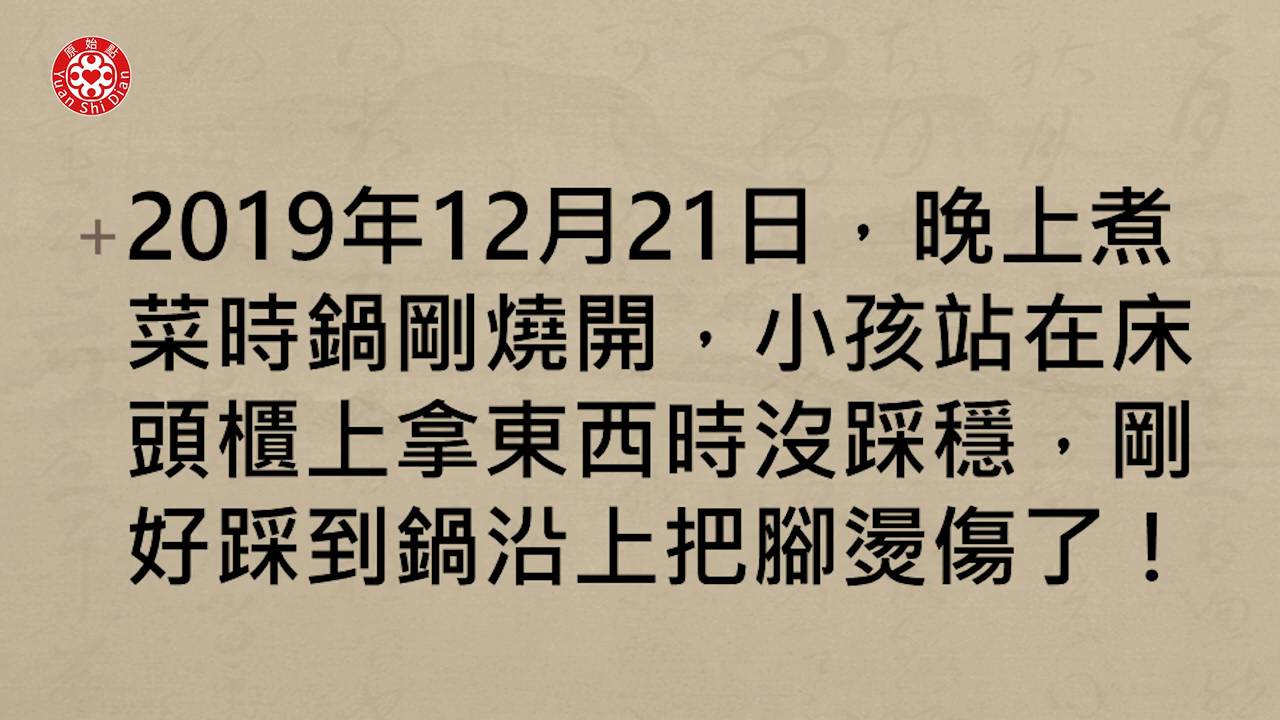 原始點
Yuan Shi Dian
+2019年12月21日，晚上煮
菜時鍋剛燒開，小孩站在床
頭櫃上拿東西時沒踩穩，剛
好踩到鍋沿上把腳燙傷了！